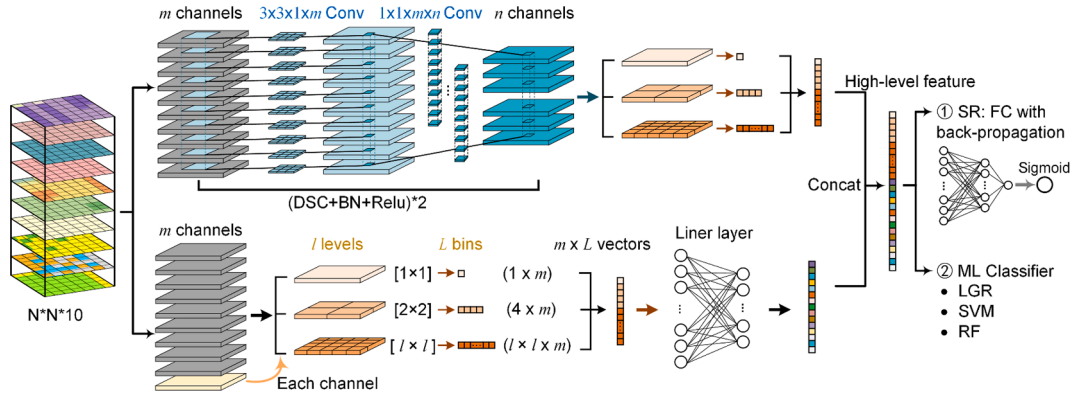 m channels
3x3x1xm Conv
1x1xmxn Conv
n channels
(DSC+BN+Relu)*2
High-level feature
① SR: FC with
back-propagation
Sigmoid
Concat
N*N*10
m channels
l levels
L bins
m x L vectors
Liner layer
[1×1]
(1 x m)
[2×2]
(4 x m)
[ l × l ]
(l x l x m)
Each channel
② ML Classifier
• LGR
• SVM
• RF